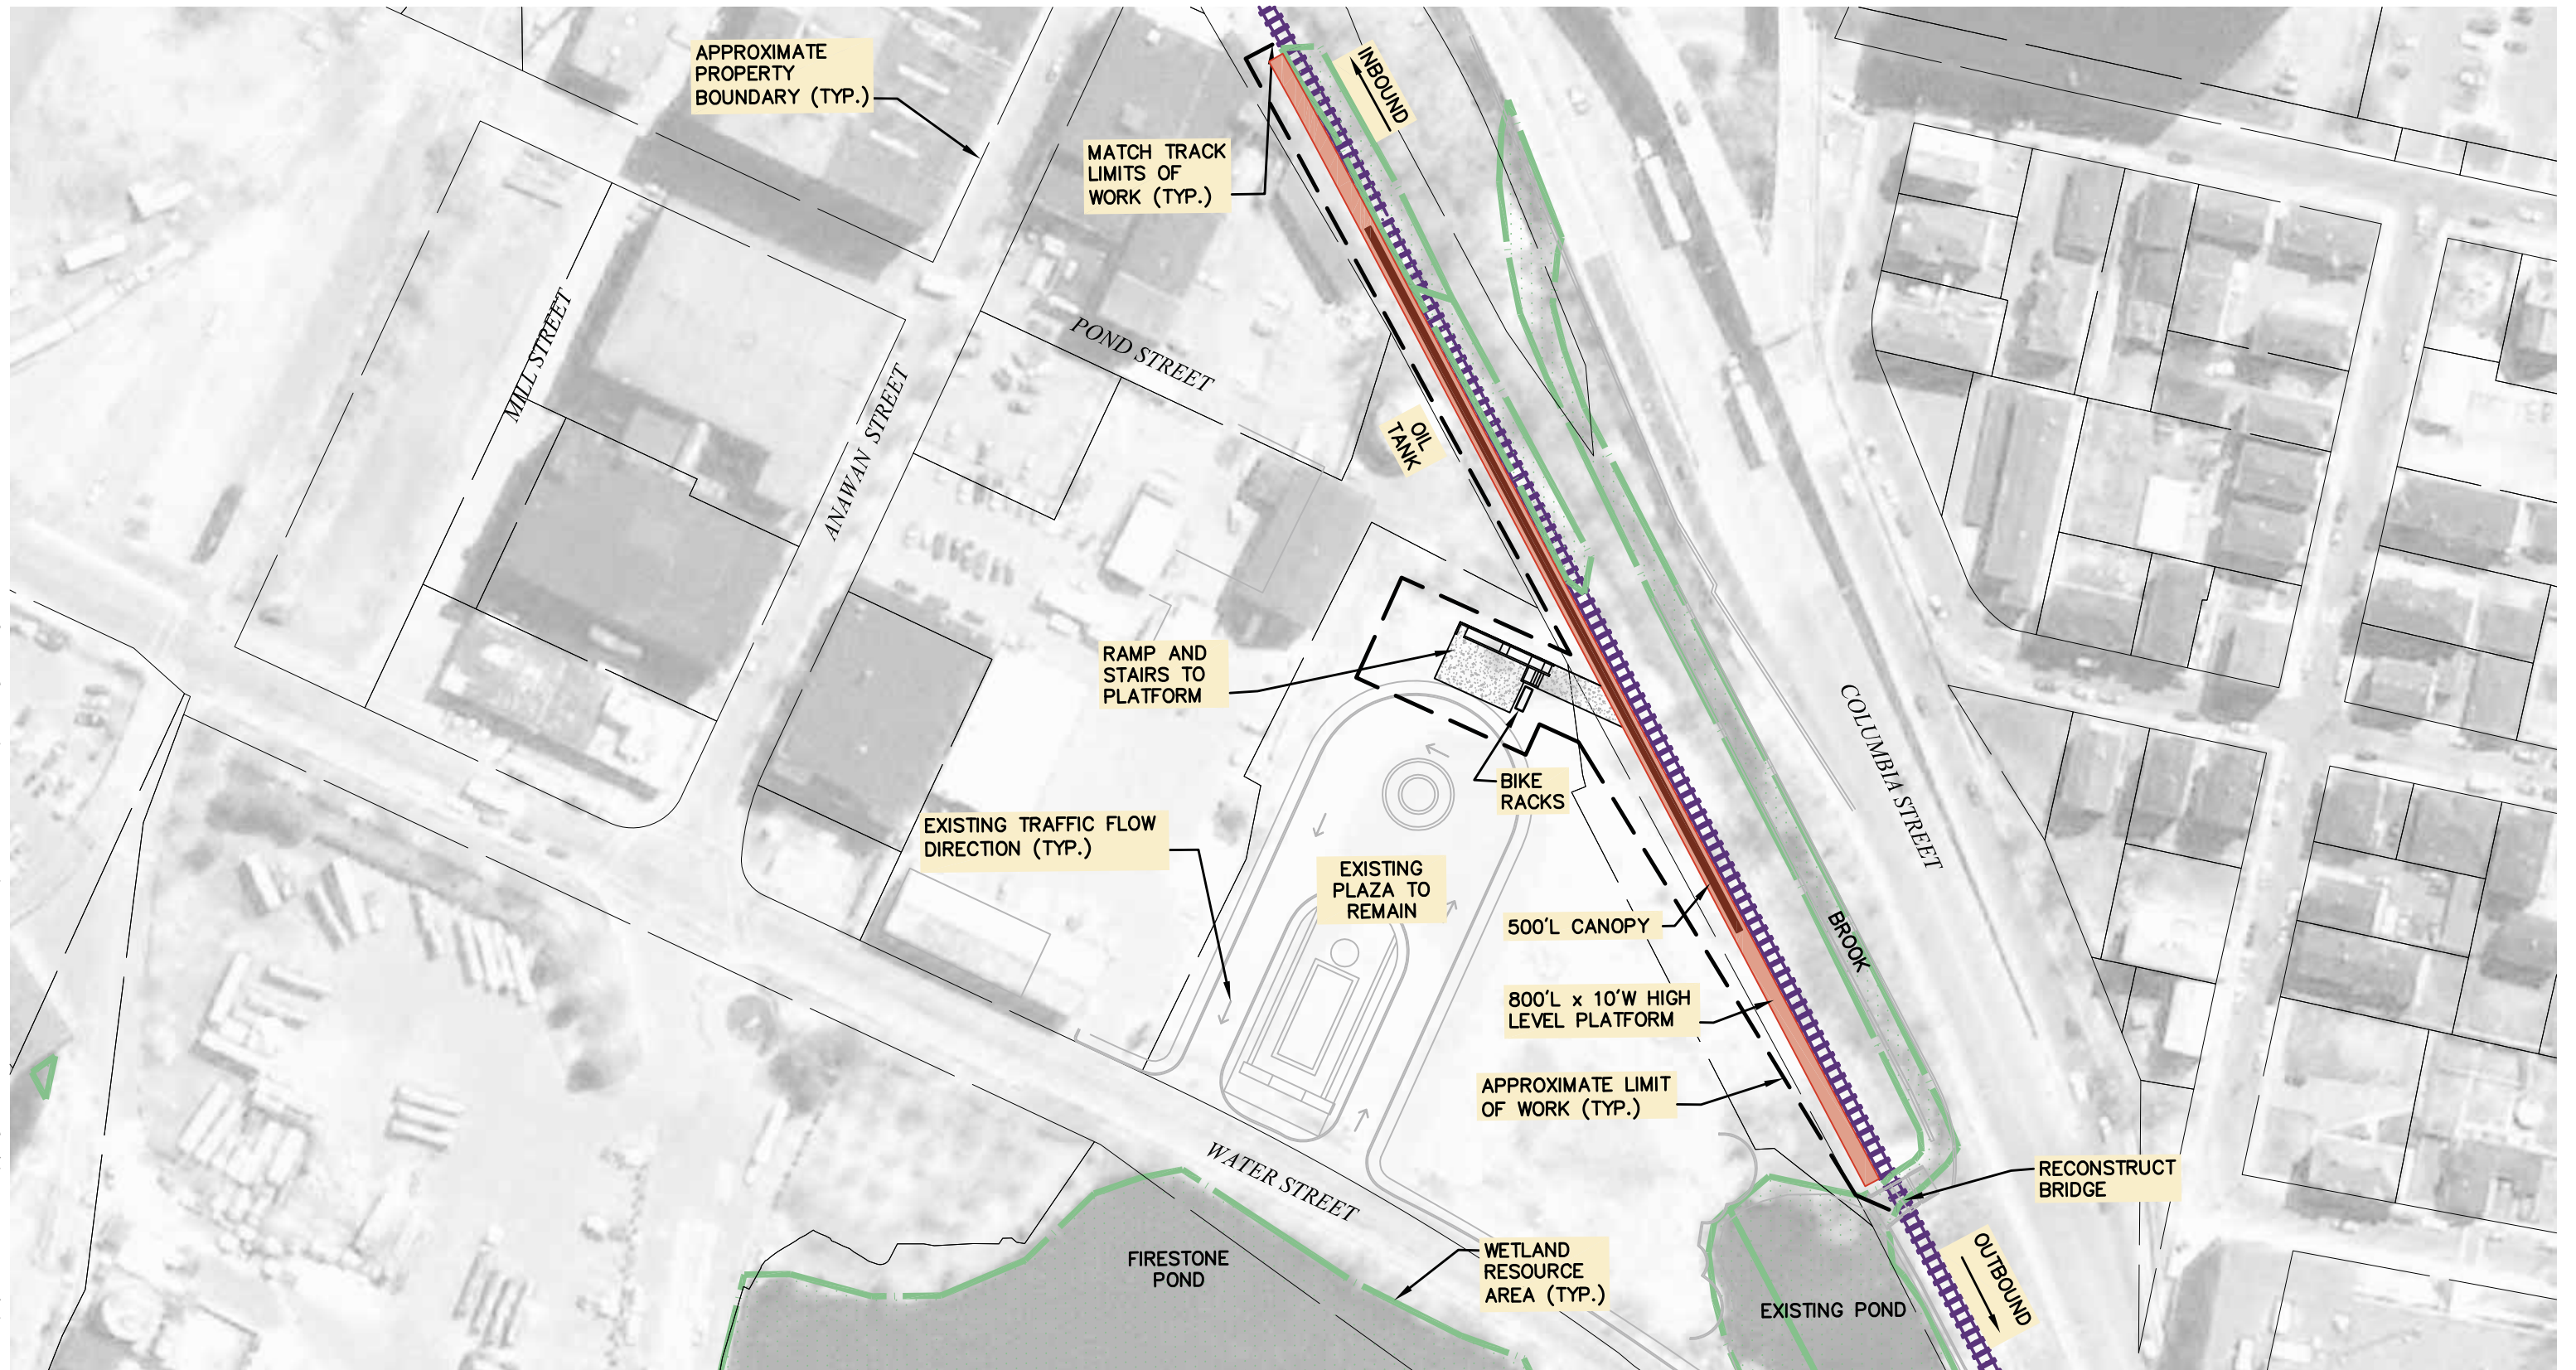 APPROXIMATE
PROPERTY
BOUNDARY (TYP.)
INBOUND
MATCH TRACK
LIMITS OF
WORK (TYP.)
MILL STREET
POND STREET
ANAWAN STREET
OIL
TANK
RAMP AND
STAIRS TO
PLATFORM
COLUMBIA STREET
BIKE
RACKS
EXISTING TRAFFIC FLOW
DIRECTION (TYP.)
EXISTING
PLAZA TO
REMAIN
500'L CANOPY
BROOK
800'L x 10'W HIGH
LEVEL PLATFORM
APPROXIMATE LIMIT
OF WORK (TYP.)
WATER STREET
RECONSTRUCT
BRIDGE
FIRESTONE
POND
WETLAND
RESOURCE
AREA (TYP.)
EXISTING POND
OUTBOUND